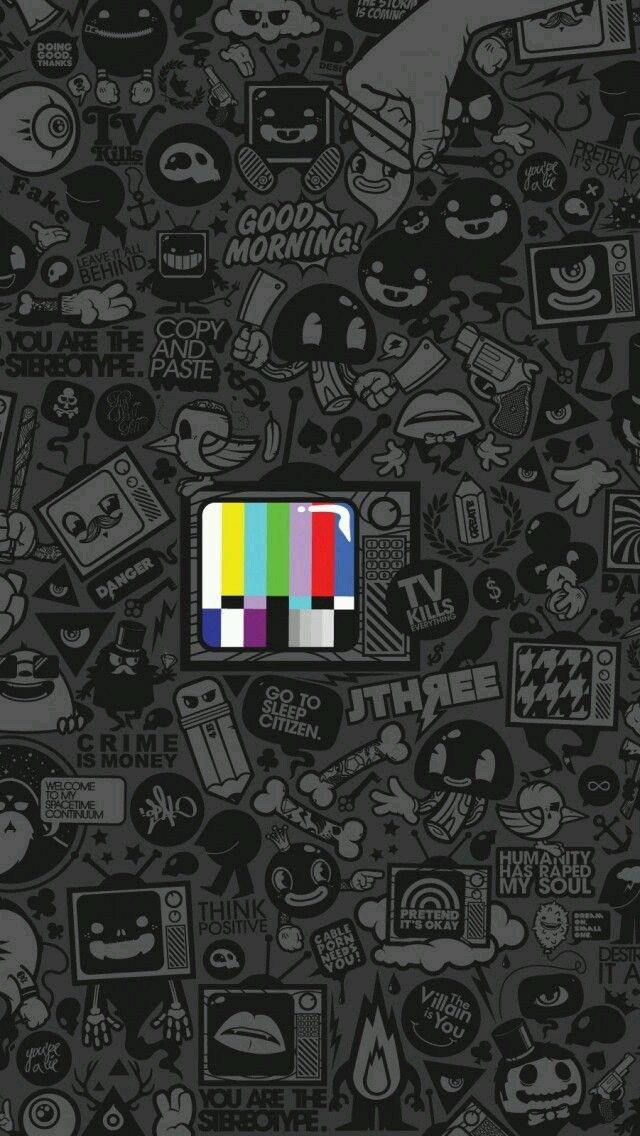 THE STORM
IS COMING
DOING
GOOD,
THANKS
TV
Kills
PRETEND
IT'S OKAY
you're
a lie
Fake
GOOD
MORNING!
LEAVE IT ALL
BEHIND
YOU ARE THE
STEREOTYPE.
COPY
AND
PASTE
$
CREATE
DANGER
TV
KILLS
EVERYTHING
$
$
GO TO
SLEEP
CITIZEN.
JTHREE
CRIME
IS MONEY
WELCOME
TO MY
SPACETIME
CONTINUUM
HUMANITY
HAS RAPED
MY SOUL
PRETEND
IT'S OKAY
THINK
POSITIVE
CABLE
PORN
NEEDS
YOU!
DREAM
ON,
SMALL
ONE.
The
Villain
is You
you're
a lie
YOU ARE THE
STEREOTYPE.